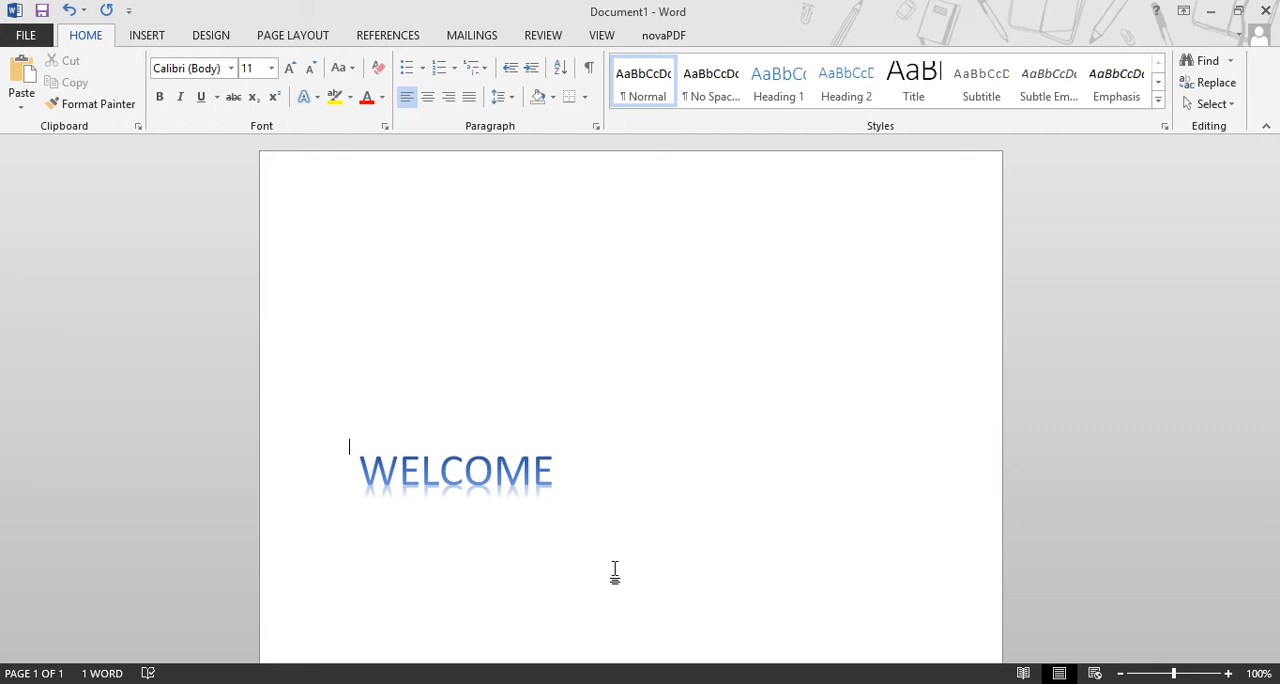 Document1 - Word
FILE HOME INSERT DESIGN PAGE LAYOUT REFERENCES MAILINGS REVIEW VIEW novaPDF
Paste
Cut
Copy
Format Painter
Clipboard
Calibri (Body) 11
Font
Paragraph
AaBbCcDc AaBbCcDc AaBbCc AaBbCcD AaBl AaBbCcD AaBbCcDc AaBbCcDc
¶ Normal ¶ No Spac... Heading 1 Heading 2 Title Subtitle Subtle Em... Emphasis
Styles
Find
Replace
Select
Editing
WELCOME
PAGE 1 OF 1 1 WORD 100%